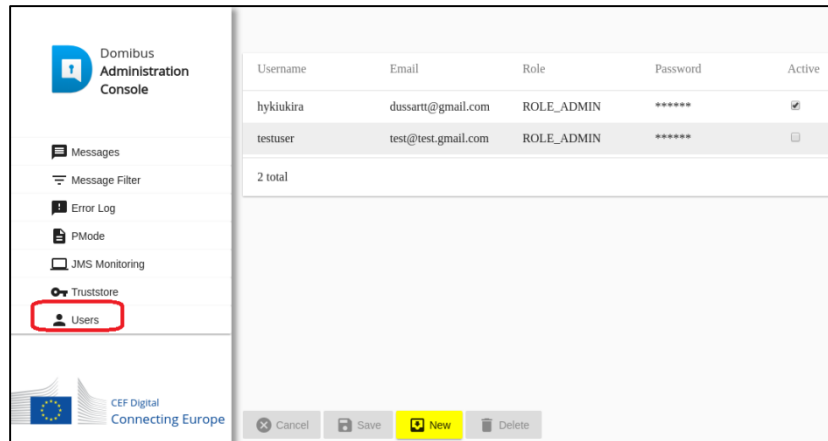 Domibus
Administration
Console
Messages
Message Filter
Error Log
PMode
JMS Monitoring
Truststore
Users
CEF Digital
Connecting Europe
Username Email Role Password Active
hykiukira dussartt@gmail.com ROLE_ADMIN ******
testuser test@test.gmail.com ROLE_ADMIN ******
2 total
Cancel Save New Delete